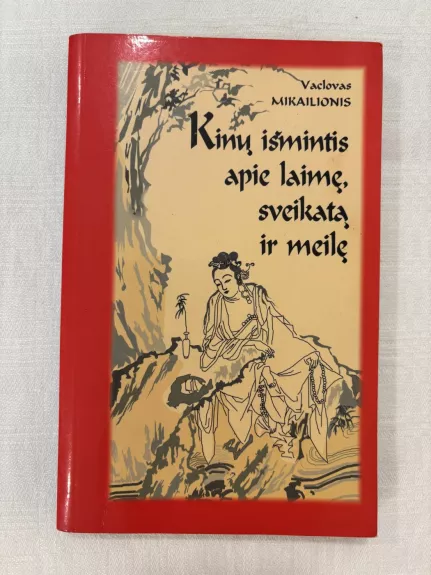 Vaclovas
MIKAILIONIS
Kinų išmintis
apie laimę,
sveikatą
ir meilę